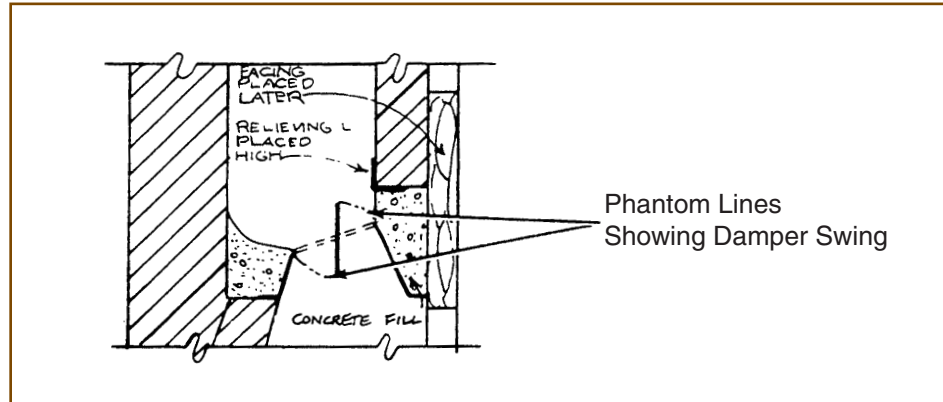 FACING
PLACED
LATER
RELIEVING L
PLACED
HIGH
Phantom Lines
Showing Damper Swing
CONCRETE FILL